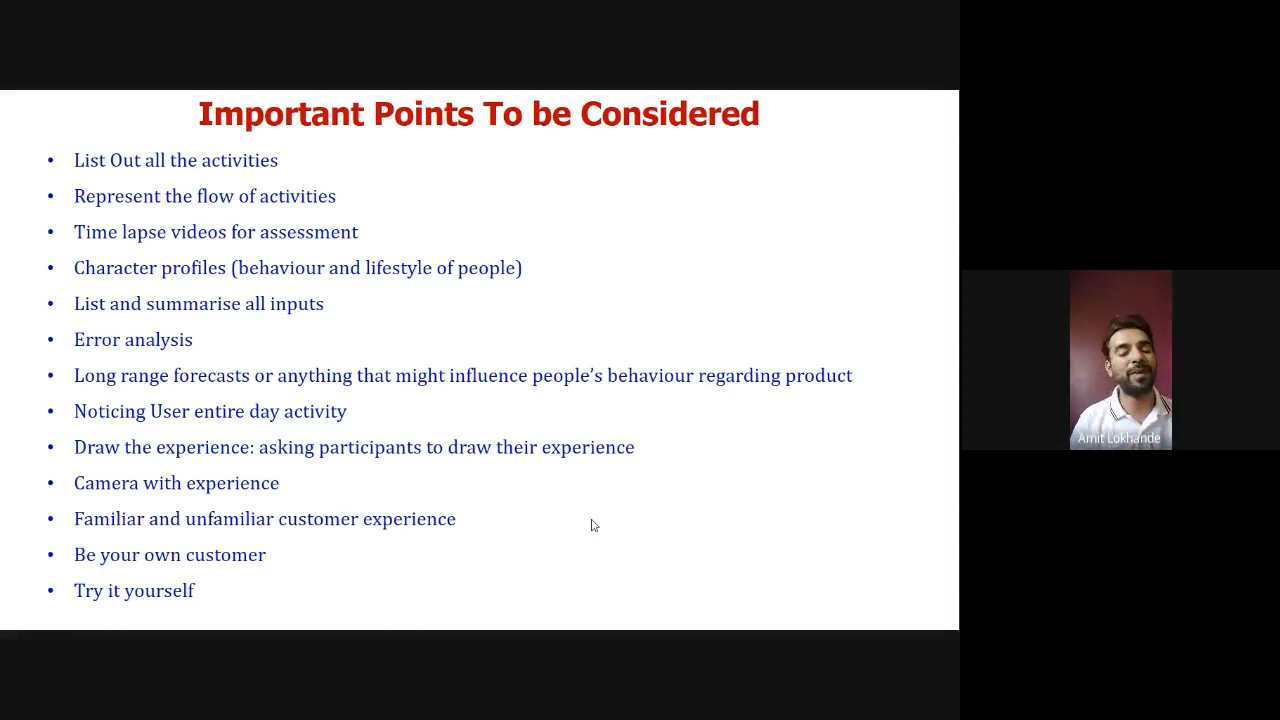 Important Points To be Considered
• List Out all the activities
• Represent the flow of activities
• Time lapse videos for assessment
• Character profiles (behaviour and lifestyle of people)
• List and summarise all inputs
• Error analysis
• Long range forecasts or anything that might influence people’s behaviour regarding product
• Noticing User entire day activity
• Draw the experience: asking participants to draw their experience
• Camera with experience
• Familiar and unfamiliar customer experience
• Be your own customer
• Try it yourself
Amit Lokhande